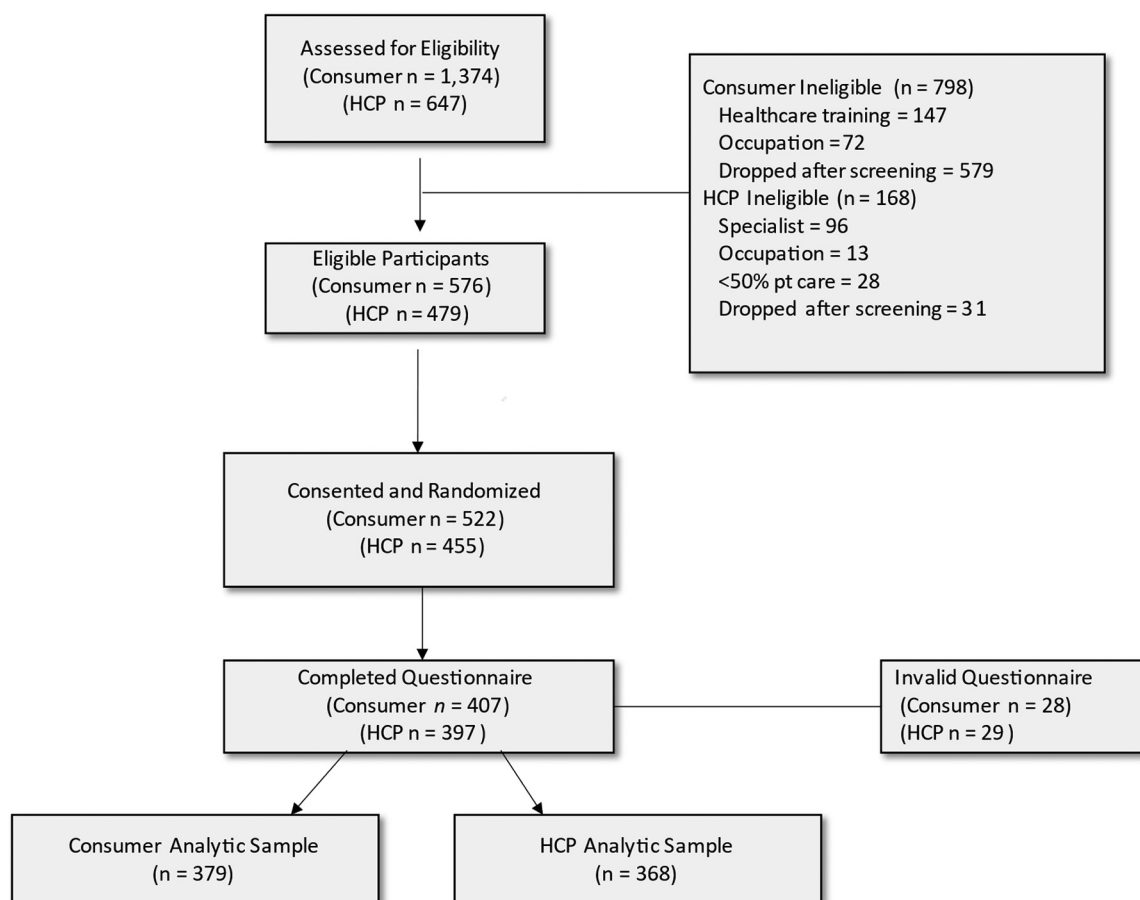 Assessed for Eligibility
(Consumer n = 1,374)
(HCP n = 647)
Consumer Ineligible (n = 798)
Healthcare training = 147
Occupation =72
Dropped after screening = 579
HCP Ineligible (n = 168)
Specialist = 96
Occupation = 13
<50% pt care = 28
Dropped after screening = 31
Eligible Participants
(Consumer n = 576)
(HCP n = 479)
Consented and Randomized
(Consumer n = 522)
(HCP n = 455)
Completed Questionnaire
(Consumer n = 407)
(HCP n = 397)
Invalid Questionnaire
(Consumer n = 28)
(HCP n = 29)
Consumer Analytic Sample
(n = 379)
HCP Analytic Sample
(n = 368)